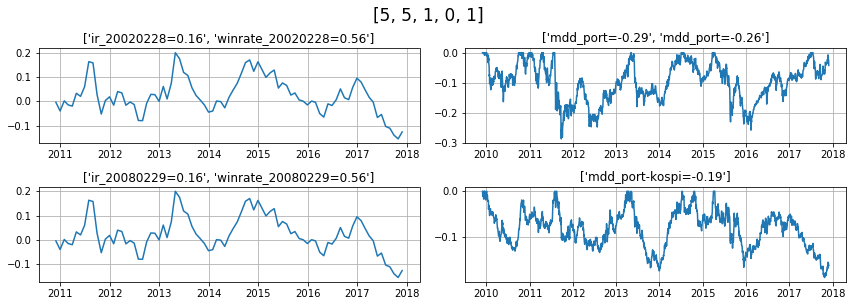 [5, 5, 1, 0, 1]
['ir_20020228=0.16', 'winrate_20020228=0.56']
0.2
0.1
0.0
−0.1
2011 2012 2013 2014 2015 2016 2017 2018
['mdd_port=-0.29', 'mdd_port=-0.26']
0.0
−0.1
−0.2
−0.3
2010 2011 2012 2013 2014 2015 2016 2017 2018
['ir_20080229=0.16', 'winrate_20080229=0.56']
0.2
0.1
0.0
−0.1
2011 2012 2013 2014 2015 2016 2017 2018
['mdd_port-kospi=-0.19']
0.0
−0.1
2010 2011 2012 2013 2014 2015 2016 2017 2018